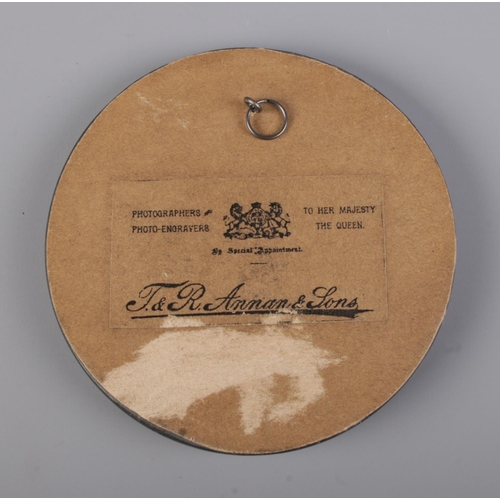 PHOTOGRAPHERS & TO HER MAJESTY
PHOTO-ENGRAVERS THE QUEEN.
By Special Appointment.
T. & R. Annan & Sons.